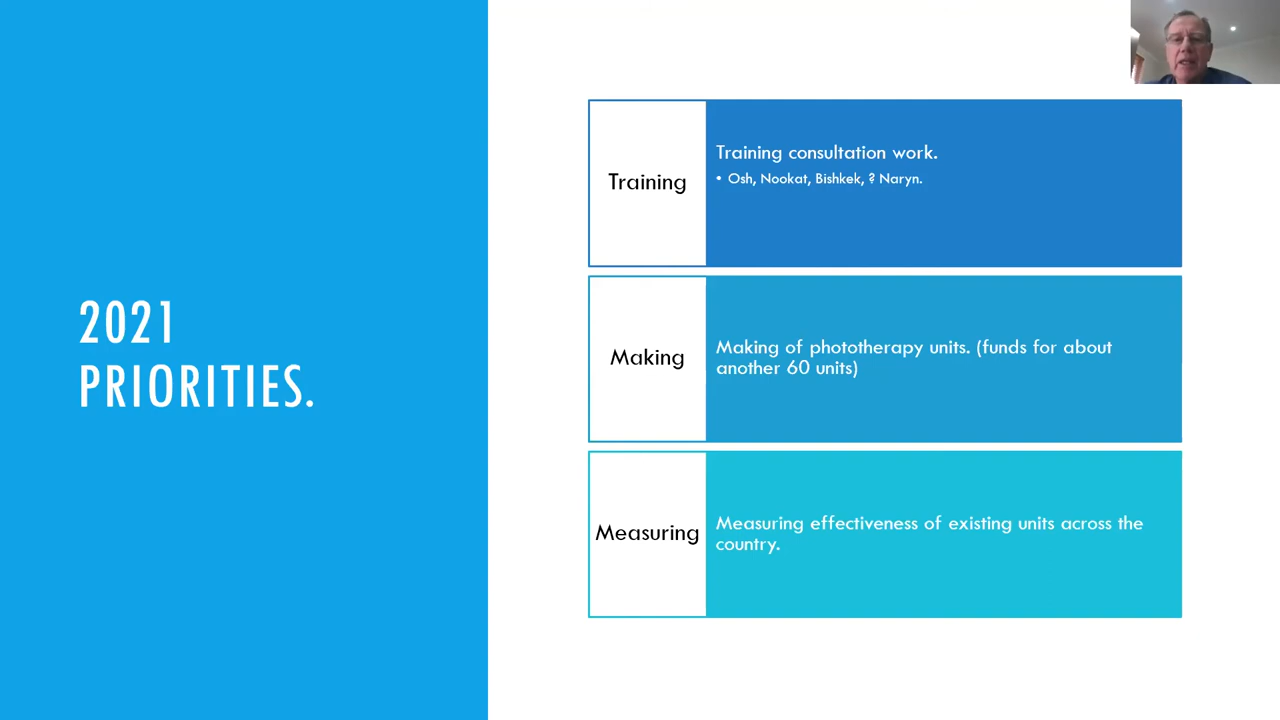 2021
PRIORITIES.
Training
Training consultation work.
• Osh, Nookat, Bishkek, ? Naryn.
Making
Making of phototherapy units. (funds for about
another 60 units)
Measuring
Measuring effectiveness of existing units across the
country.